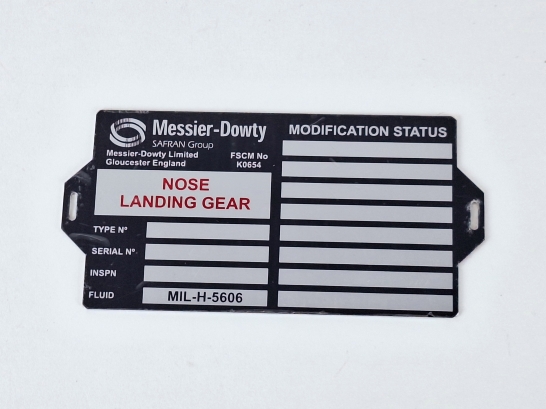 Messier-Dowty
SAFRAN Group
Messier-Dowty Limited
Gloucester England
FSCM No
K0654
NOSE
LANDING GEAR
TYPE Nº
SERIAL Nº
INSPN
FLUID
MIL-H-5606
MODIFICATION STATUS